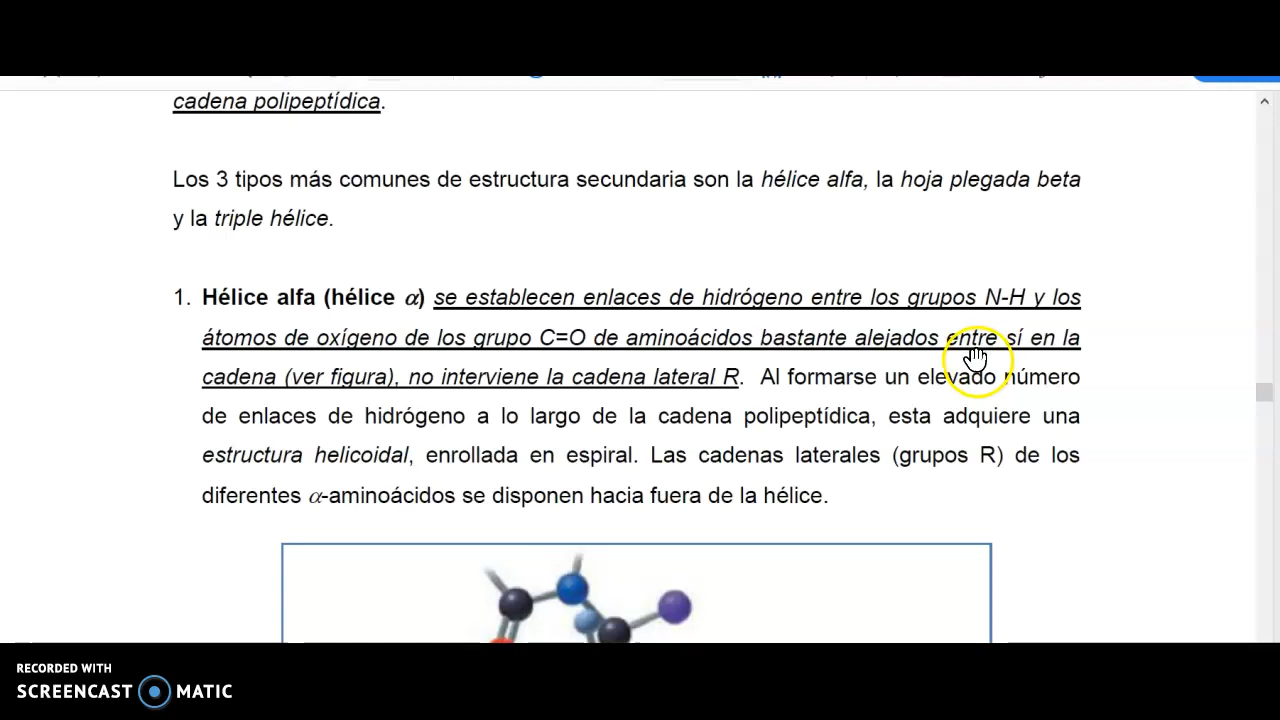 cadena polipeptídica.
Los 3 tipos más comunes de estructura secundaria son la hélice alfa, la hoja plegada beta
y la triple hélice.
1. Hélice alfa (hélice α) se establecen enlaces de hidrógeno entre los grupos N-H y los
átomos de oxígeno de los grupo C=O de aminoácidos bastante alejados entre sí en la
cadena (ver figura), no interviene la cadena lateral R. Al formarse un elevado número
de enlaces de hidrógeno a lo largo de la cadena polipeptídica, esta adquiere una
estructura helicoidal, enrollada en espiral. Las cadenas laterales (grupos R) de los
diferentes α-aminoácidos se disponen hacia fuera de la hélice.
RECORDED WITH
SCREENCAST MATIC